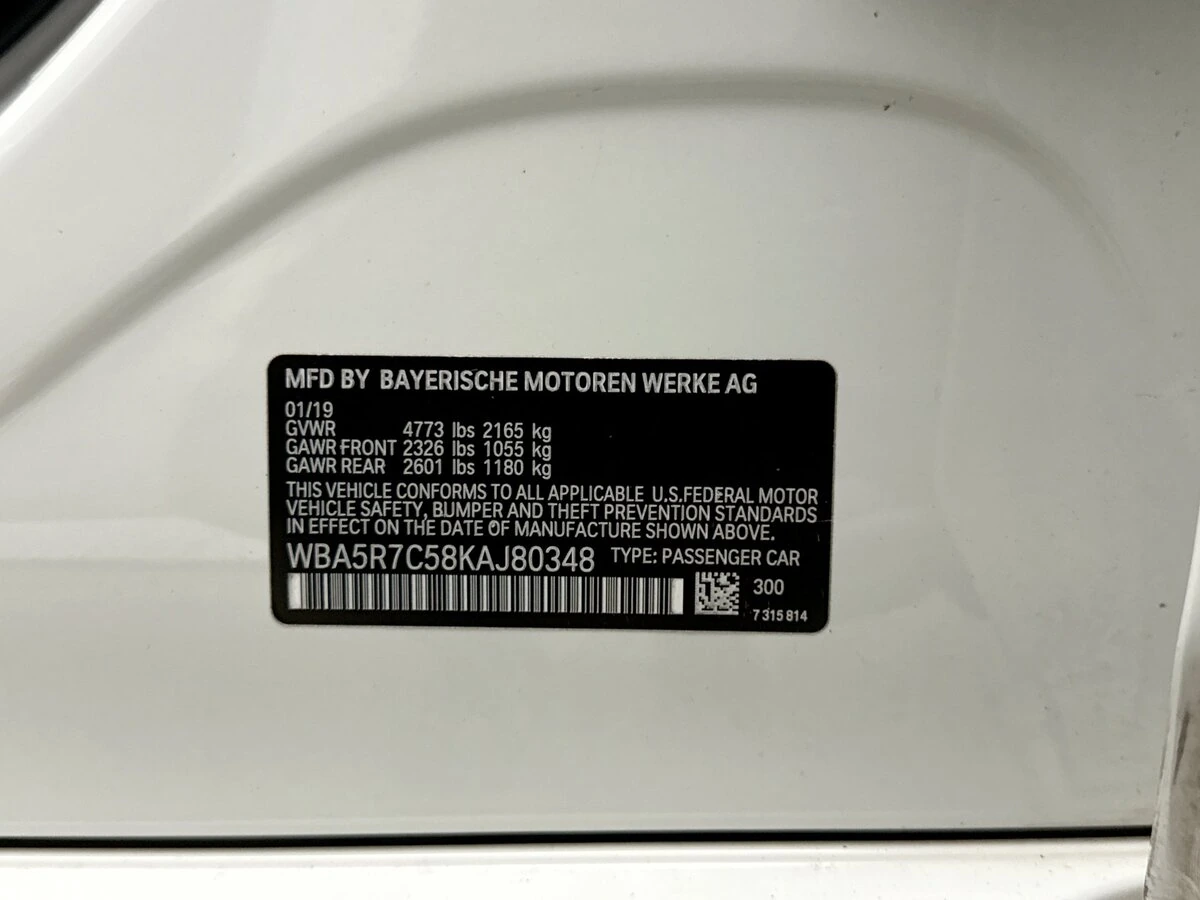 MFD BY BAYERISCHE MOTOREN WERKE AG
01/19
GVWR 4773 lbs 2165 kg
GAWR FRONT 2326 lbs 1055 kg
GAWR REAR 2601 lbs 1180 kg
THIS VEHICLE CONFORMS TO ALL APPLICABLE U.S.FEDERAL MOTOR
VEHICLE SAFETY, BUMPER AND THEFT PREVENTION STANDARDS
IN EFFECT ON THE DATE OF MANUFACTURE SHOWN ABOVE.
WBA5R7C58KAJ80348 TYPE: PASSENGER CAR
300
7 315 814